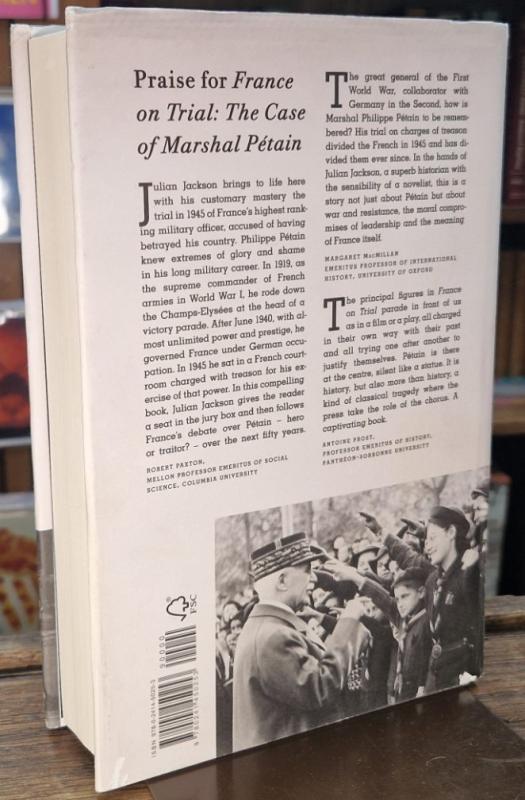 Praise for France
on Trial: The Case
of Marshal Pétain
Julian Jackson brings to life here
with his customary mastery the
trial in 1945 of France's highest rank-
ing military officer, accused of having
betrayed his country. Philippe Pétain
knew extremes of glory and shame
in his long military career. In 1919, as
the supreme commander of French
armies in World War I, he rode down
the Champs-Elysées at the head of a
victory parade. After June 1940, with al-
most unlimited power and prestige, he
governed France under German occu-
pation. In 1945 he sat in a French court-
room charged with treason for his ex-
ercise of that power. In this compelling
book, Julian Jackson gives the reader
a seat in the jury box and then follows
France's debate over Pétain – hero
or traitor? – over the next fifty years.
ROBERT PAXTON,
MELLON PROFESSOR EMERITUS OF SOCIAL
SCIENCE, COLUMBIA UNIVERSITY
The great general of the First
World War, collaborator with
Germany in the Second, how is
Marshal Philippe Pétain to be remem-
bered? His trial on charges of treason
divided the French in 1945 and has di-
vided them ever since. In the hands of
Julian Jackson, a superb historian with
the sensibility of a novelist, this is a
story not just about Pétain but about
war and resistance, the moral compro-
mises of leadership and the meaning
of France itself.
MARGARET MACMILLAN
EMERITUS PROFESSOR OF INTERNATIONAL
HISTORY, UNIVERSITY OF OXFORD
The principal figures in France
on Trial parade in front of us
as in a film or a play, all charged
in their own way with their past
and all trying one after another to
justify themselves. Pétain is there
at the centre, silent like a statue. It is
history, but also more than history, a
kind of classical tragedy where the
press take the role of the chorus. A
captivating book.
ANTOINE PROST,
PROFESSOR EMERITUS OF HISTORY,
PANTHÉON-SORBONNE UNIVERSITY
FSC
90000
ISBN 978-0-2414-5025-3
9 780241 450253